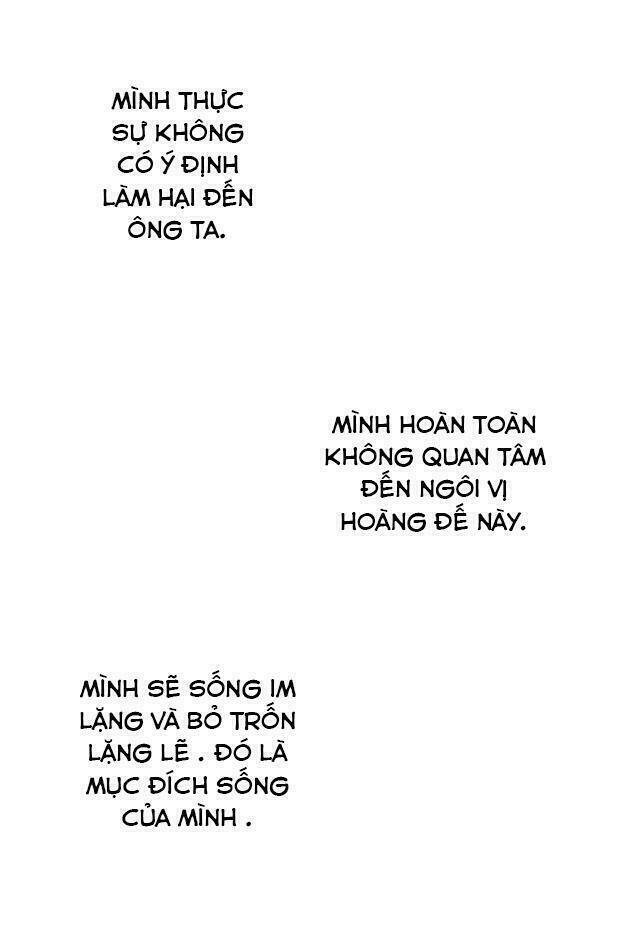 MÌNH THỰC
SỰ KHÔNG
CÓ Ý ĐỊNH
LÀM HẠI ĐẾN
ÔNG TA.
MÌNH HOÀN TOÀN
KHÔNG QUAN TÂM
ĐẾN NGÔI VỊ
HOÀNG ĐẾ NÀY.
MÌNH SẼ SỐNG IM
LẶNG VÀ BỎ TRỐN
LẶNG LẼ . ĐÓ LÀ
MỤC ĐÍCH SỐNG
CỦA MÌNH .